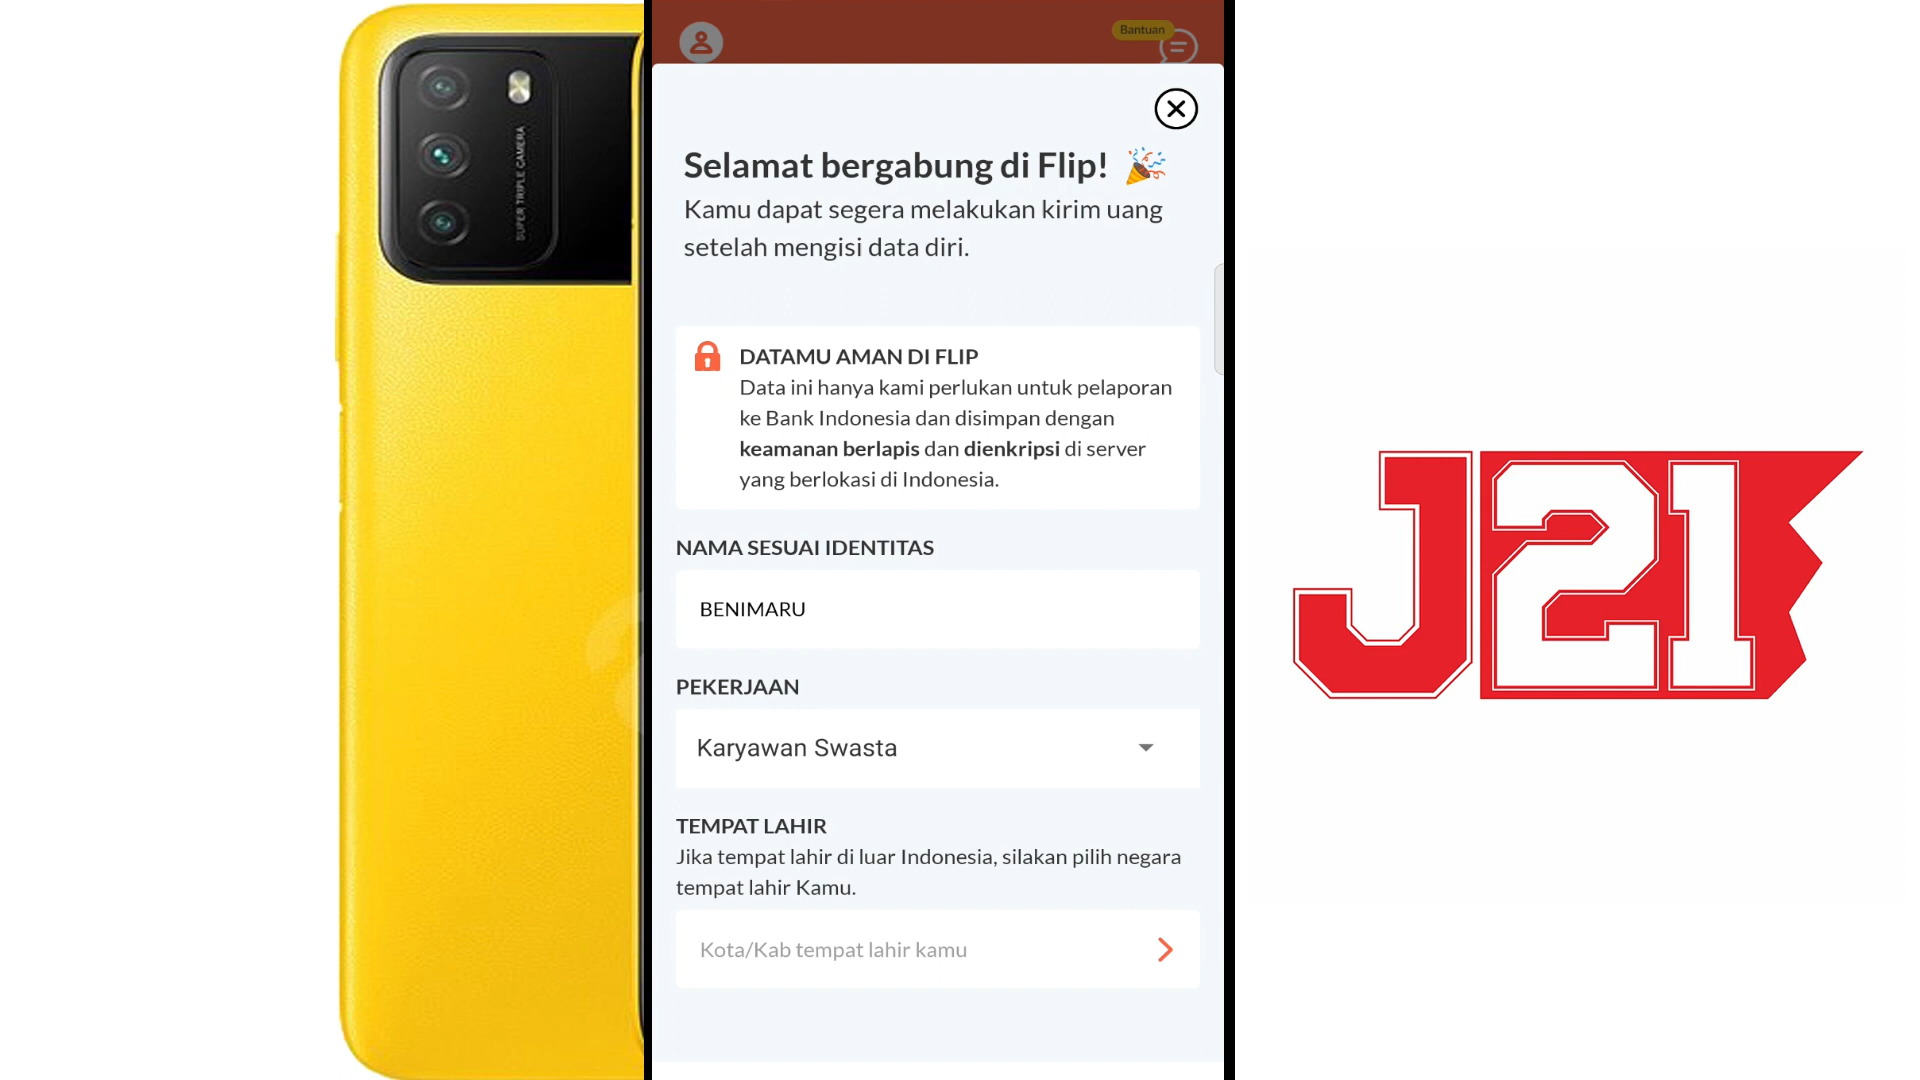 SUPER TRIPLE CAMERA
Bantuan
Selamat bergabung di Flip!
Kamu dapat segera melakukan kirim uang
setelah mengisi data diri.
DATAMU AMAN DI FLIP
Data ini hanya kami perlukan untuk pelaporan
ke Bank Indonesia dan disimpan dengan
keamanan berlapis dan dienkripsi di server
yang berlokasi di Indonesia.
NAMA SESUAI IDENTITAS
BENIMARU
PEKERJAAN
Karyawan Swasta
TEMPAT LAHIR
Jika tempat lahir di luar Indonesia, silakan pilih negara
tempat lahir Kamu.
Kota/Kab tempat lahir kamu
J21